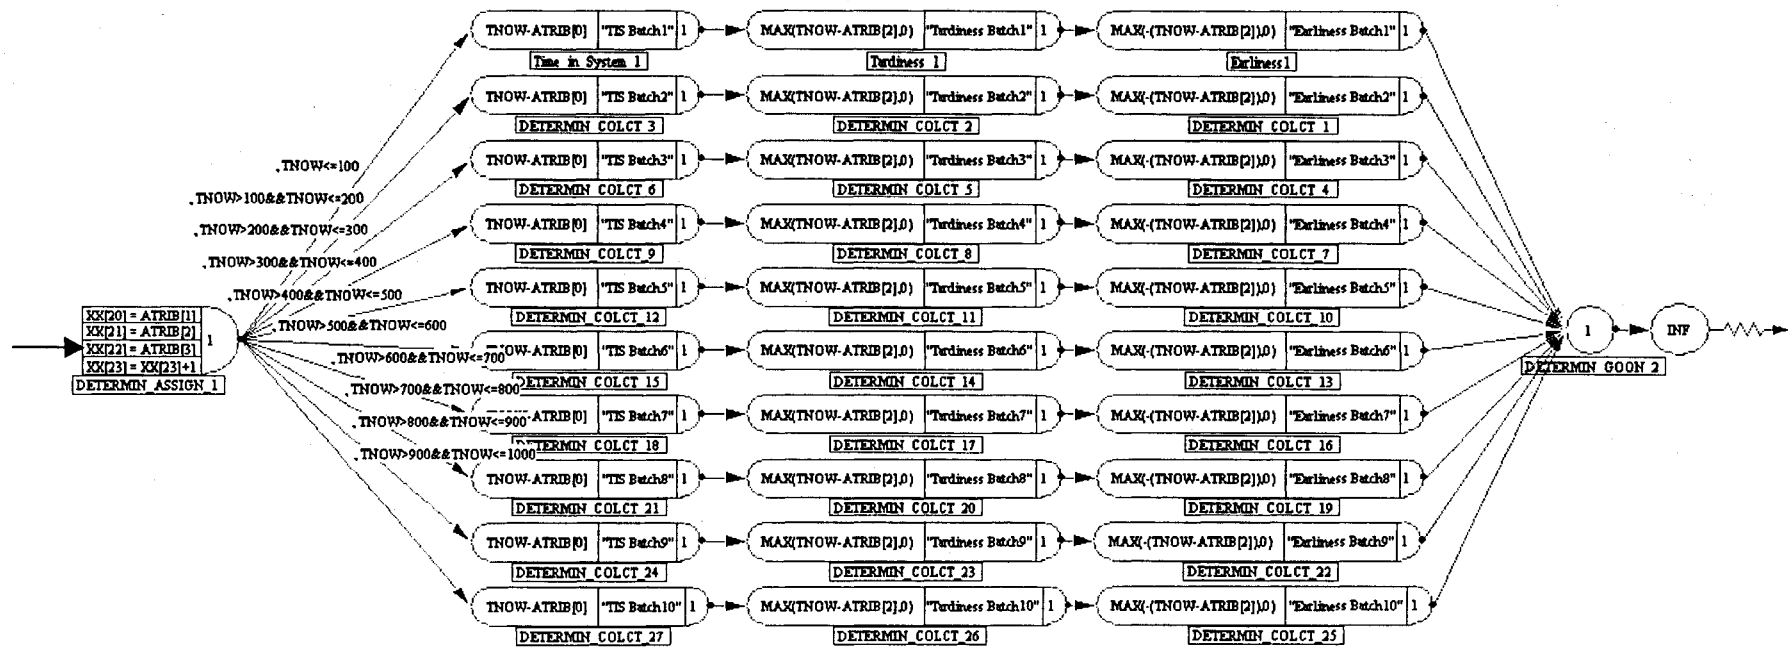 TNOW-ATRIB[0] "TIS Batch1" 1 MAX(TNOW-ATRIB[2],0) "Tardiness Batch1" 1 MAX(-(TNOW-ATRIB[2]),0) "Earliness Batch1" 1
Time in System 1 Tardiness 1 Earliness1
TNOW-ATRIB[0] "TIS Batch2" 1 MAX(TNOW-ATRIB[2],0) "Tardiness Batch2" 1 MAX(-(TNOW-ATRIB[2]),0) "Earliness Batch2" 1
DETERMIN_COLCT_3 DETERMIN_COLCT_2 DETERMIN_COLCT_1
,TNOW<=100
TNOW-ATRIB[0] "TIS Batch3" 1 MAX(TNOW-ATRIB[2],0) "Tardiness Batch3" 1 MAX(-(TNOW-ATRIB[2]),0) "Earliness Batch3" 1
DETERMIN_COLCT_6 DETERMIN_COLCT_5 DETERMIN_COLCT_4
,TNOW>100&&TNOW<=200
,TNOW>200&&TNOW<=300
TNOW-ATRIB[0] "TIS Batch4" 1 MAX(TNOW-ATRIB[2],0) "Tardiness Batch4" 1 MAX(-(TNOW-ATRIB[2]),0) "Earliness Batch4" 1
DETERMIN_COLCT_9 DETERMIN_COLCT_8 DETERMIN_COLCT_7
,TNOW>300&&TNOW<=400
,TNOW>400&&TNOW<=500
TNOW-ATRIB[0] "TIS Batch5" 1 MAX(TNOW-ATRIB[2],0) "Tardiness Batch5" 1 MAX(-(TNOW-ATRIB[2]),0) "Earliness Batch5" 1
DETERMIN_COLCT_12 DETERMIN_COLCT_11 DETERMIN_COLCT_10
XX[20] = ATRIB[1]
XX[21] = ATRIB[2]
XX[22] = ATRIB[3]
XX[23] = XX[23]+1
1
DETERMIN_ASSIGN_1
,TNOW>500&&TNOW<=600
1 INF
DETERMIN_GOON_2
,TNOW>600&&TNOW<=700
TNOW-ATRIB[0] "TIS Batch6" 1 MAX(TNOW-ATRIB[2],0) "Tardiness Batch6" 1 MAX(-(TNOW-ATRIB[2]),0) "Earliness Batch6" 1
DETERMIN_COLCT_15 DETERMIN_COLCT_14 DETERMIN_COLCT_13
,TNOW>700&&TNOW<=800
,TNOW>800&&TNOW<=900
TNOW-ATRIB[0] "TIS Batch7" 1 MAX(TNOW-ATRIB[2],0) "Tardiness Batch7" 1 MAX(-(TNOW-ATRIB[2]),0) "Earliness Batch7" 1
DETERMIN_COLCT_18 DETERMIN_COLCT_17 DETERMIN_COLCT_16
,TNOW>900&&TNOW<=1000
TNOW-ATRIB[0] "TIS Batch8" 1 MAX(TNOW-ATRIB[2],0) "Tardiness Batch8" 1 MAX(-(TNOW-ATRIB[2]),0) "Earliness Batch8" 1
DETERMIN_COLCT_21 DETERMIN_COLCT_20 DETERMIN_COLCT_19
TNOW-ATRIB[0] "TIS Batch9" 1 MAX(TNOW-ATRIB[2],0) "Tardiness Batch9" 1 MAX(-(TNOW-ATRIB[2]),0) "Earliness Batch9" 1
DETERMIN_COLCT_24 DETERMIN_COLCT_23 DETERMIN_COLCT_22
TNOW-ATRIB[0] "TIS Batch10" 1 MAX(TNOW-ATRIB[2],0) "Tardiness Batch10" 1 MAX(-(TNOW-ATRIB[2]),0) "Earliness Batch10" 1
DETERMIN_COLCT_27 DETERMIN_COLCT_26 DETERMIN_COLCT_25